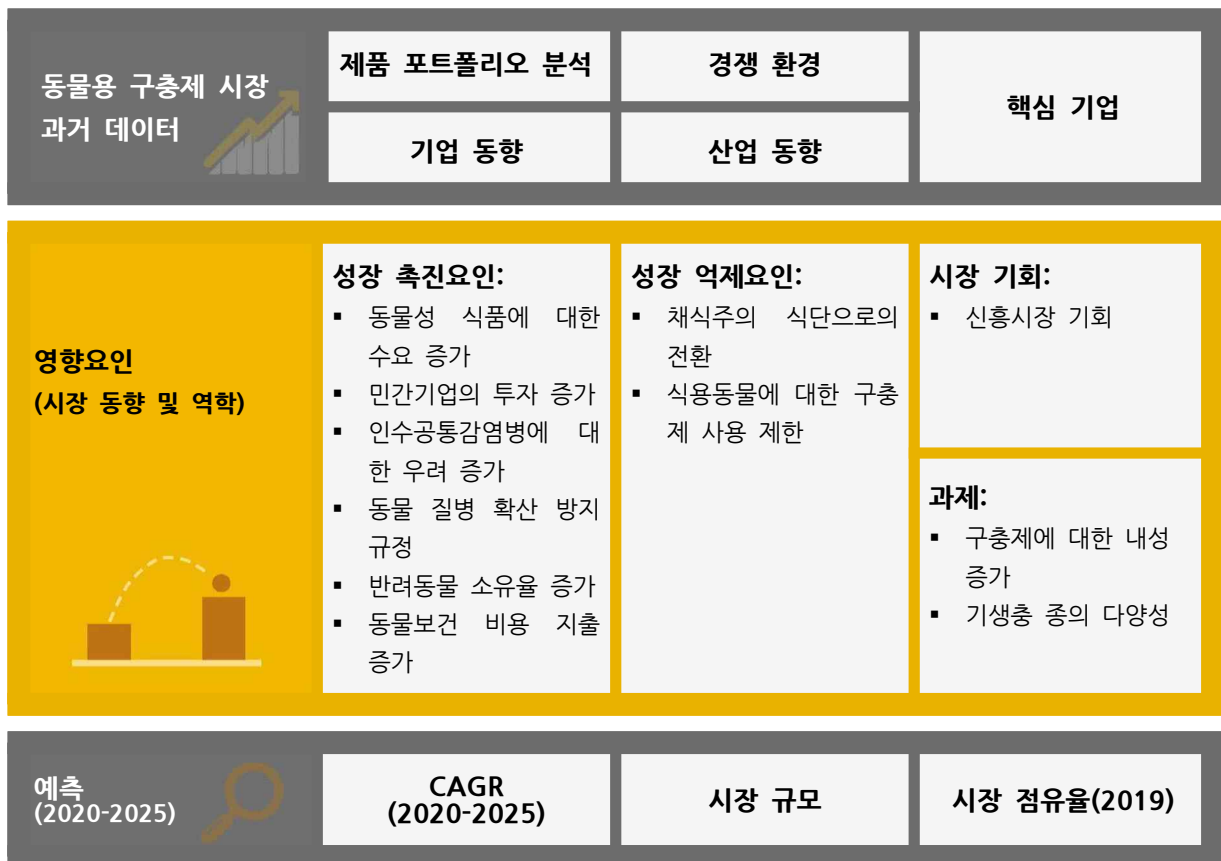 동물용 구충제 시장
과거 데이터
제품 포트폴리오 분석
경쟁 환경
핵심 기업
기업 동향
산업 동향
영향요인
(시장 동향 및 역학)
성장 촉진요인:
▪ 동물성 식품에 대한
수요 증가
▪ 민간기업의 투자 증가
▪ 인수공통감염병에 대
한 우려 증가
▪ 동물 질병 확산 방지
규정
▪ 반려동물 소유율 증가
▪ 동물보건 비용 지출
증가
성장 억제요인:
▪ 채식주의 식단으로의
전환
▪ 식용동물에 대한 구충
제 사용 제한
시장 기회:
▪ 신흥시장 기회
과제:
▪ 구충제에 대한 내성
증가
▪ 기생충 종의 다양성
예측
(2020-2025)
CAGR
(2020-2025)
시장 규모
시장 점유율(2019)